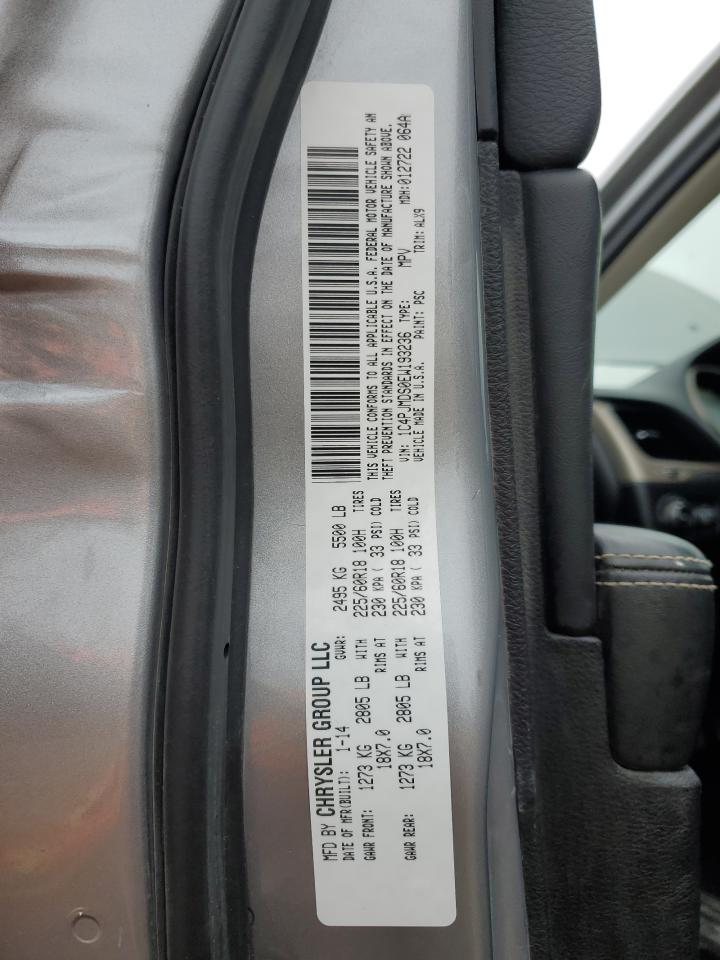 MFD BY CHRYSLER GROUP LLC
DATE OF MFR(BUILT): 1-14 GVWR: 2495 KG 5500 LB
GAWR FRONT: 1273 KG 2805 LB WITH 225/60R18 100H TIRES
18X7.0 RIMS AT 230 KPA ( 33 PSI) COLD
GAWR REAR: 1273 KG 2805 LB WITH 225/60R18 100H TIRES
18X7.0 RIMS AT 230 KPA ( 33 PSI) COLD
THIS VEHICLE CONFORMS TO ALL APPLICABLE U.S.A. FEDERAL MOTOR VEHICLE SAFETY AN
THEFT PREVENTION STANDARDS IN EFFECT ON THE DATE OF MANUFACTURE SHOWN ABOVE.
VIN: 1C4PJMDS0EW193236 TYPE: MPV MDH:012722 064A
VEHICLE MADE IN U.S.A. PAINT: PSC TRIM: ALX9